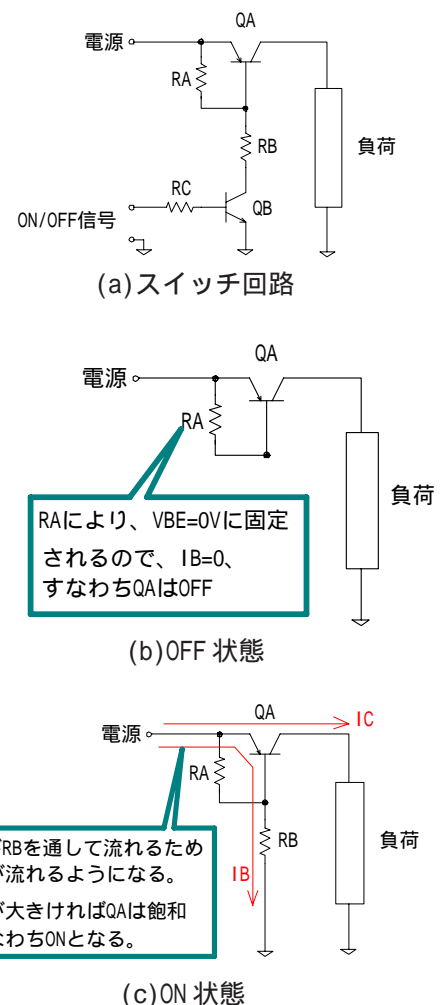 QA
電源
RA
RB
負荷
RC
QB
ON/OFF信号
(a)スイッチ回路
QA
電源
RA
負荷
RAにより、VBE=0Vに固定
されるので、IB=0、
すなわちQAはOFF
(b)OFF 状態
QA
IC
電源
RA
RB
負荷
IB
RBを通して流れるため
が流れるようになる。
が大きければQAは飽和
なわちONとなる。
(c)ON 状態